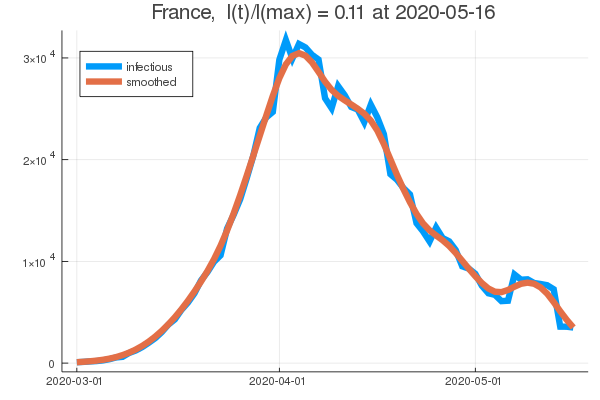 France,  I(t)/I(max) = 0.11 at 2020-05-16
3×10⁴
infectious
smoothed
2×10⁴
1×10⁴
0
2020-03-01 2020-04-01 2020-05-01